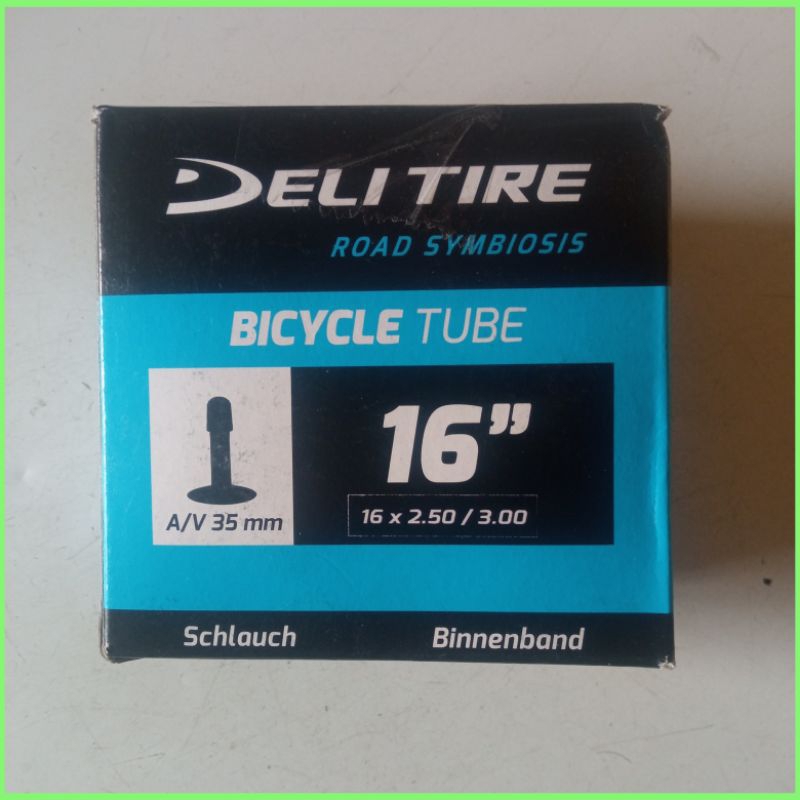 DELI TIRE
ROAD SYMBIOSIS
BICYCLE TUBE
16”
A/V 35 mm
16 x 2.50 / 3.00
Schlauch Binnenband